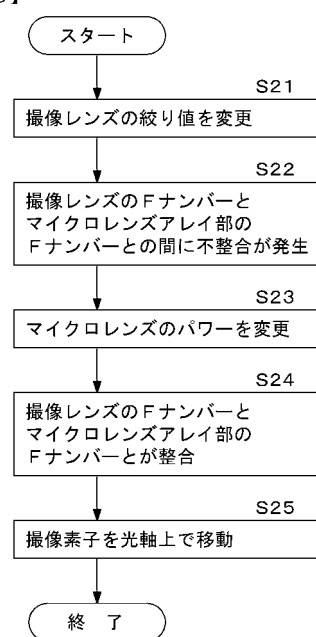 スタート
S21
撮像レンズの絞り値を変更
S22
撮像レンズのＦナンバーと
マイクロレンズアレイ部の
Ｆナンバーとの間に不整合が発生
S23
マイクロレンズのパワーを変更
S24
撮像レンズのＦナンバーと
マイクロレンズアレイ部の
Ｆナンバーとが整合
S25
撮像素子を光軸上で移動
終 了